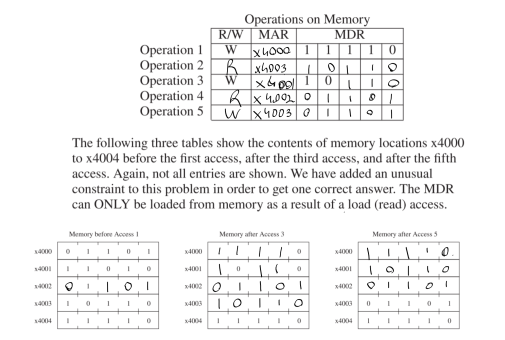 Operations on Memory
R/W MAR MDR
Operation 1 W x4000 1 1 1 1 0
Operation 2 R x4003 1 0 1 1 0
Operation 3 W x4001 1 0 1 1 0
Operation 4 R x4002 0 1 1 0 1
Operation 5 W x4003 0 1 1 0 1
The following three tables show the contents of memory locations x4000
to x4004 before the first access, after the third access, and after the fifth
access. Again, not all entries are shown. We have added an unusual
constraint to this problem in order to get one correct answer. The MDR
can ONLY be loaded from memory as a result of a load (read) access.
Memory before Access 1
x4000 0 1 1 0 1
x4001 1 1 0 1 0
x4002 0 1 1 0 1
x4003 1 0 1 1 0
x4004 1 1 1 1 0
Memory after Access 3
x4000 1 1 1 1 0
x4001 1 0 1 1 0
x4002 0 1 1 0 1
x4003 1 0 1 1 0
x4004 1 1 1 1 0
Memory after Access 5
x4000 1 1 1 1 0
x4001 1 0 1 1 0
x4002 0 1 1 0 1
x4003 0 1 1 0 1
x4004 1 1 1 1 0